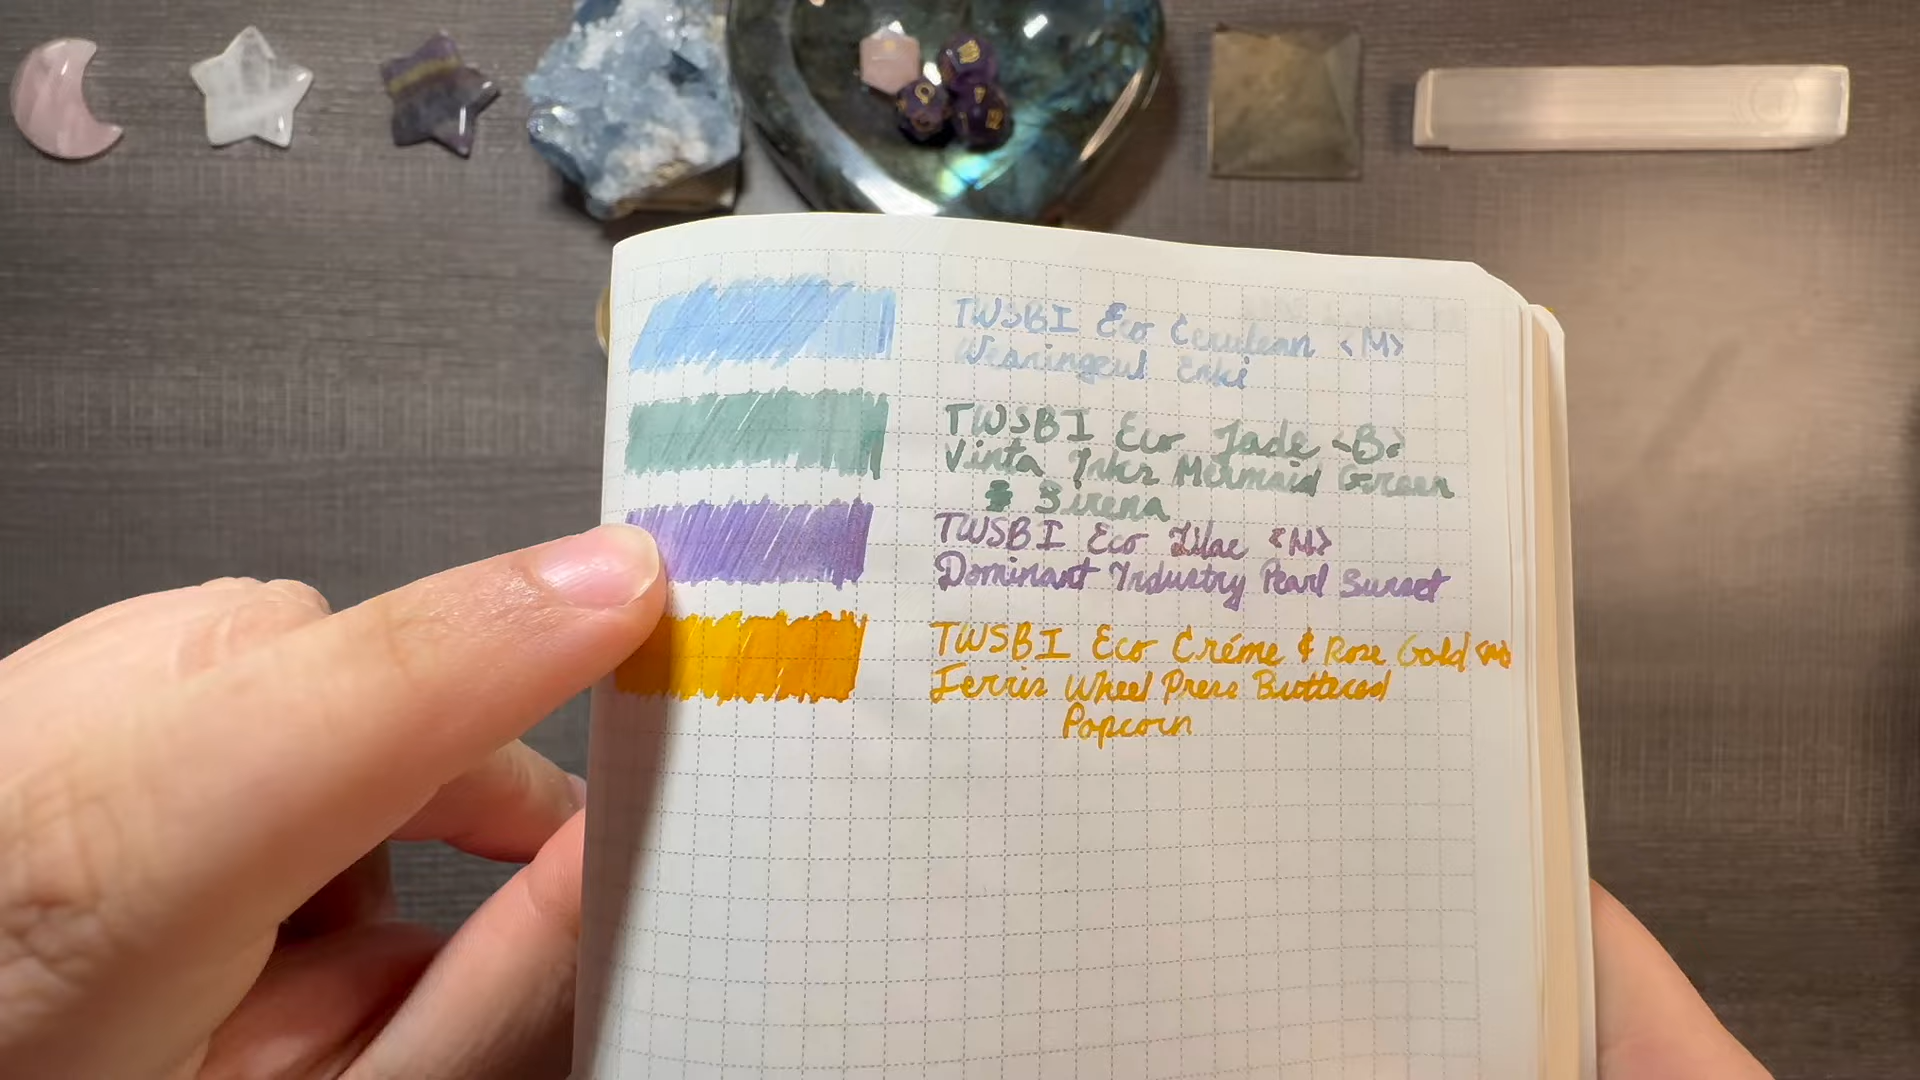 TWSBI Eco Cerulean <M>
Wearingeul Enki
TWSBI Eco Jade <B>
Vinta Inks Mermaid Green
Sirena
TWSBI Eco Lilac <M>
Dominant Industry Pearl Sunset
TWSBI Eco Créme & Rose Gold <M>
Ferris Wheel Press Buttered
Popcorn